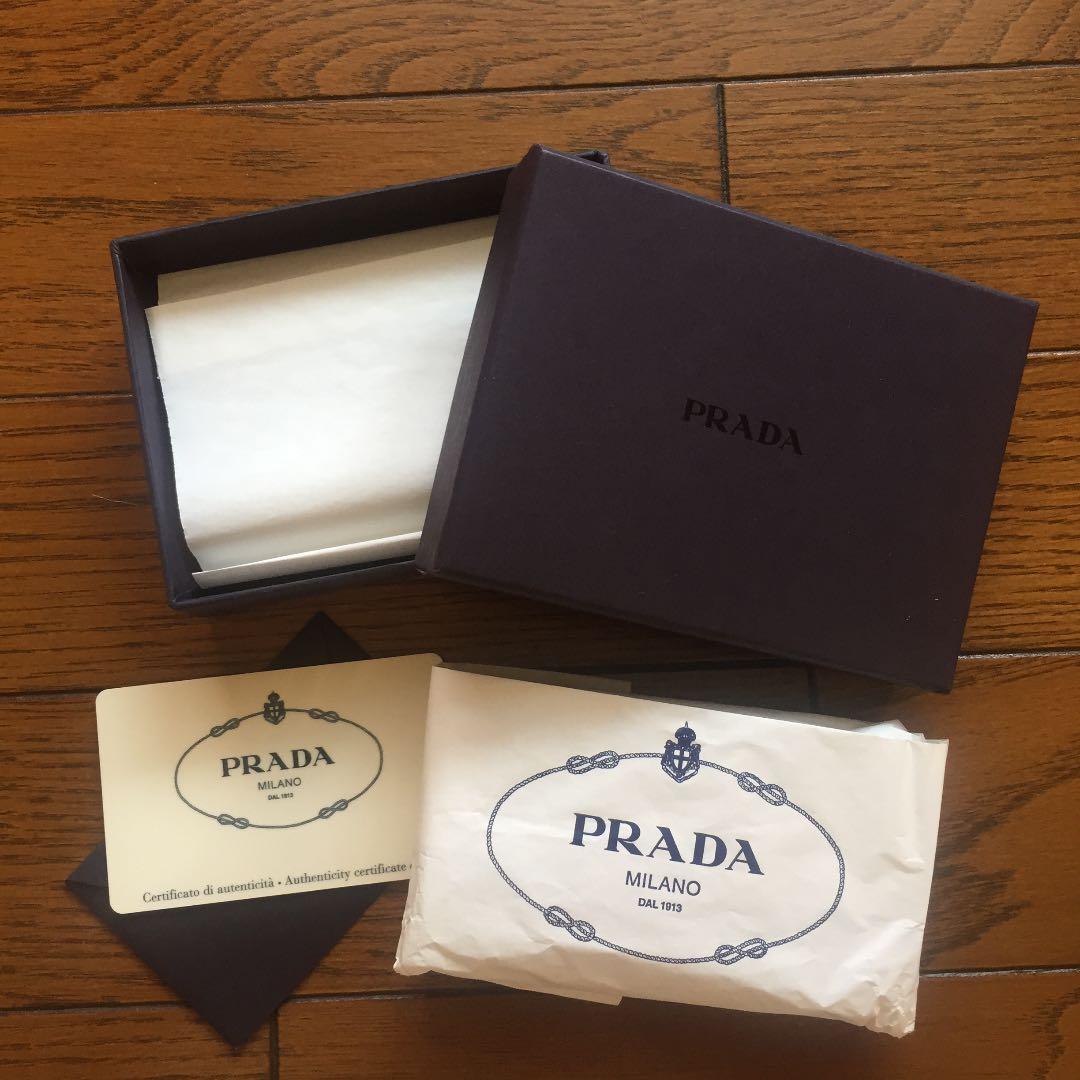 PRADA
PRADA
MILANO
DAL 1913
Certificato di autenticità • Authenticity certificate
PRADA
MILANO
DAL 1913